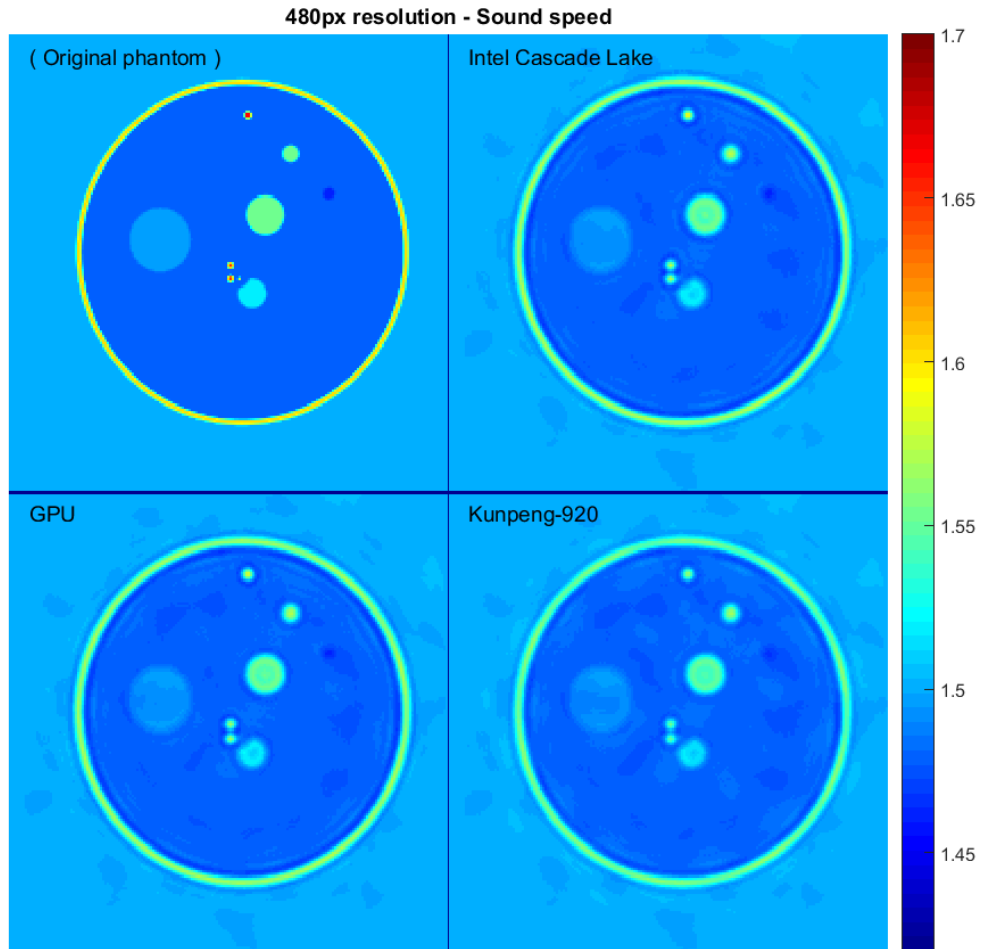 480px resolution - Sound speed
( Original phantom )
Intel Cascade Lake
GPU
Kunpeng-920
1.7
1.65
1.6
1.55
1.5
1.45